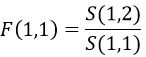 F(1,1) = S(1,2) / S(1,1)